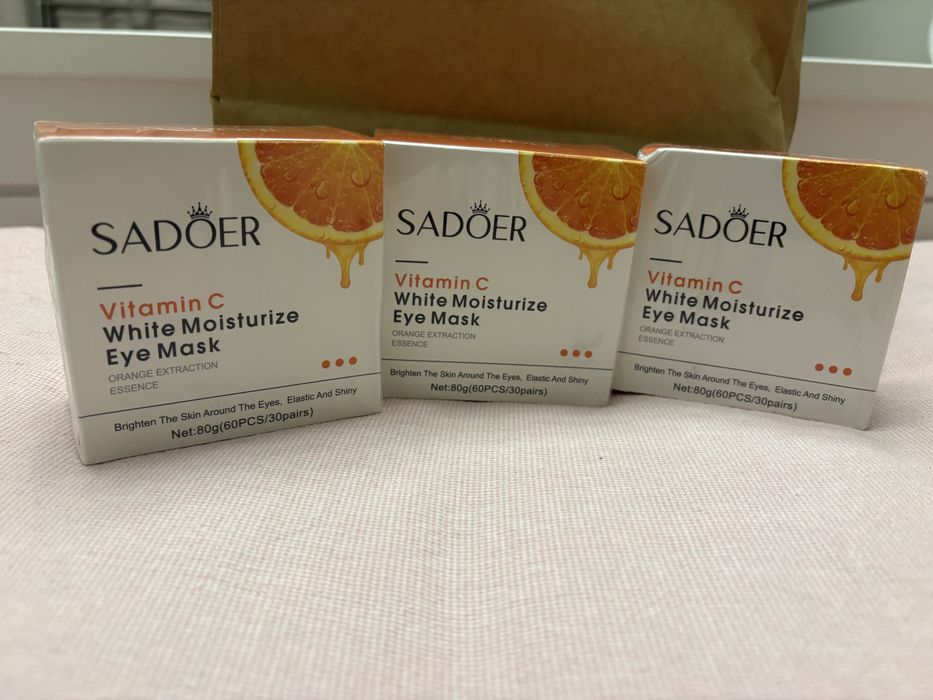 SADOER
Vitamin C
White Moisturize
Eye Mask
ORANGE EXTRACTION
ESSENCE
Brighten The Skin Around The Eyes, Elastic And Shiny
Net:80g(60PCS/30pairs)
SADOER
Vitamin C
White Moisturize
Eye Mask
ORANGE EXTRACTION
ESSENCE
Brighten The Skin Around The Eyes, Elastic And Shiny
Net:80g(60PCS/30pairs)
SADOER
Vitamin C
White Moisturize
Eye Mask
ORANGE EXTRACTION
ESSENCE
Brighten The Skin Around The Eyes, Elastic And Shiny
Net:80g(60PCS/30pairs)